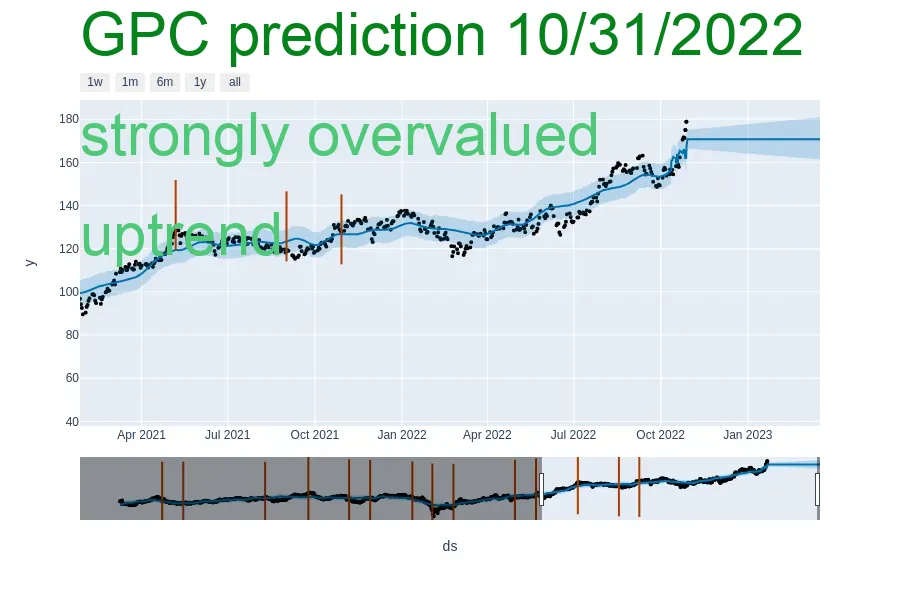 GPC prediction 10/31/2022
1w 1m 6m 1y all
strongly overvalued
uptrend
180
160
140
120
100
80
60
40
y
Apr 2021 Jul 2021 Oct 2021 Jan 2022 Apr 2022 Jul 2022 Oct 2022 Jan 2023
ds